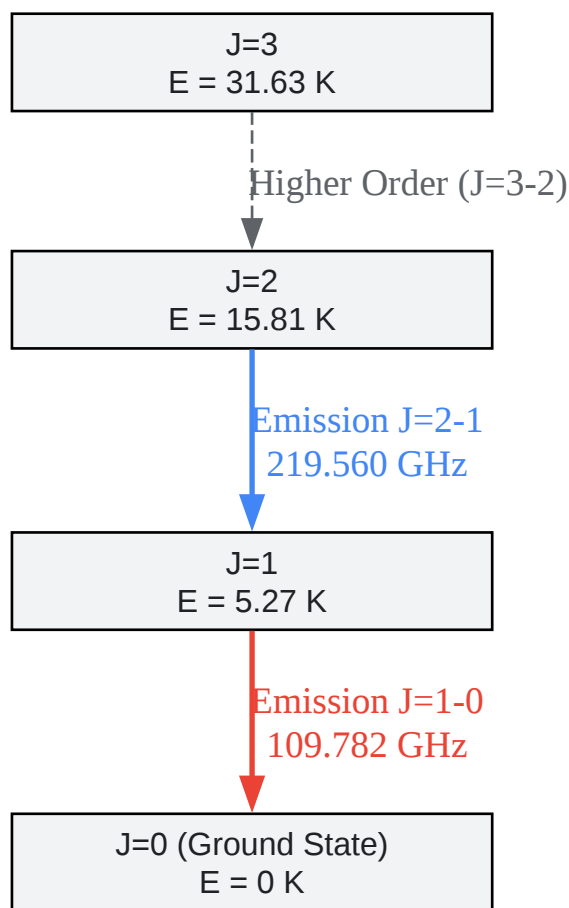 J=3
E = 31.63 K
Higher Order (J=3-2)
J=2
E = 15.81 K
Emission J=2-1
219.560 GHz
J=1
E = 5.27 K
Emission J=1-0
109.782 GHz
J=0 (Ground State)
E = 0 K